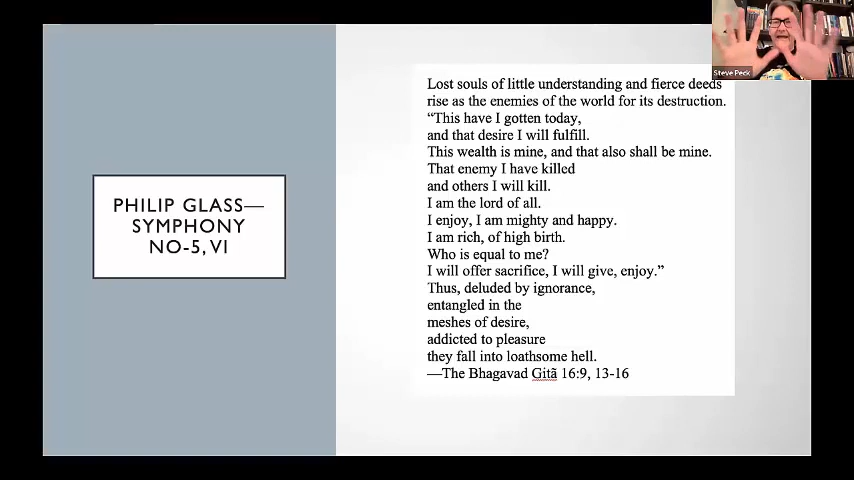 PHILIP GLASS—
SYMPHONY
NO-5, VI
Lost souls of little understanding and fierce deeds
rise as the enemies of the world for its destruction.
“This have I gotten today,
and that desire I will fulfill.
This wealth is mine, and that also shall be mine.
That enemy I have killed
and others I will kill.
I am the lord of all.
I enjoy, I am mighty and happy.
I am rich, of high birth.
Who is equal to me?
I will offer sacrifice, I will give, enjoy.”
Thus, deluded by ignorance,
entangled in the
meshes of desire,
addicted to pleasure
they fall into loathsome hell.
—The Bhagavad Gitã 16:9, 13-16
Steve Peck